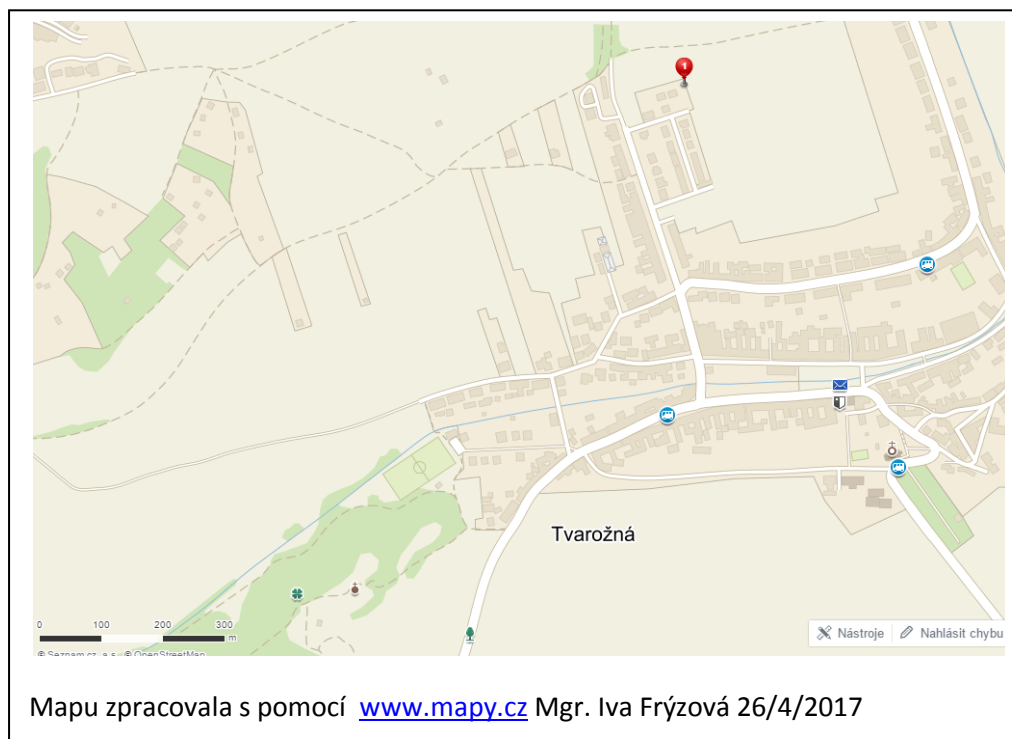 1
Tvarožná
0 100 200 300
m
© Seznam.cz, a.s., © OpenStreetMap
Nástroje Nahlásit chybu
Mapu zpracovala s pomocí www.mapy.cz Mgr. Iva Frýzová 26/4/2017